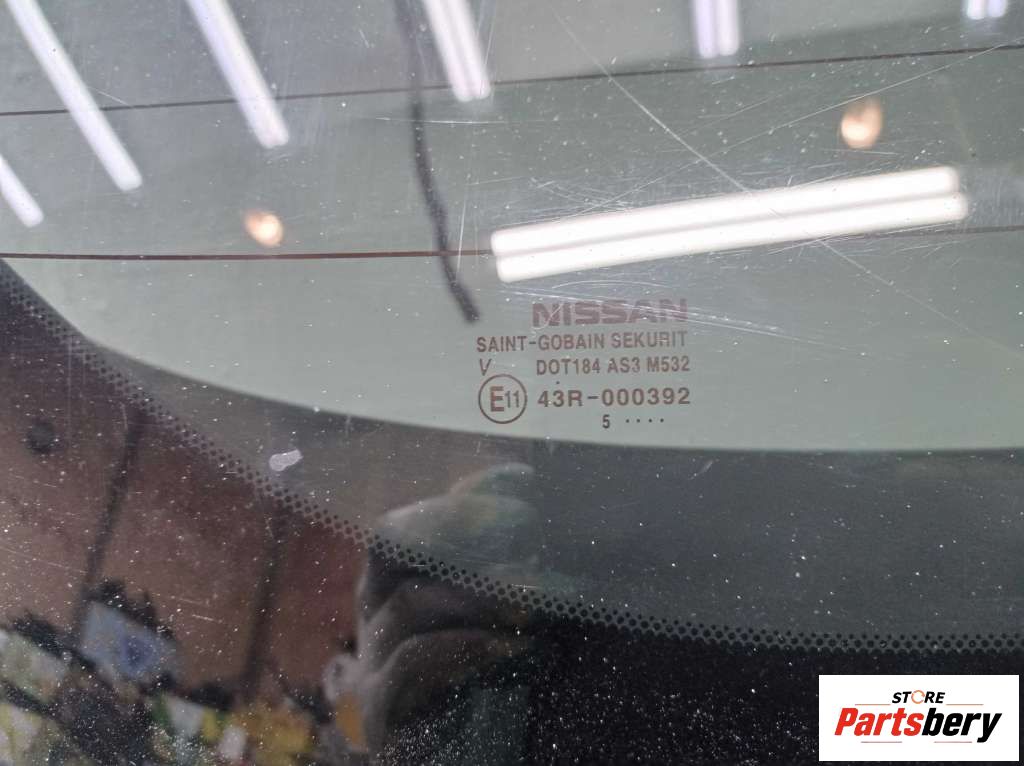 NISSAN
SAINT-GOBAIN SEKURIT
V DOT184 AS3 M532
E11 43R-000392
5 ····
STORE
Partsbery